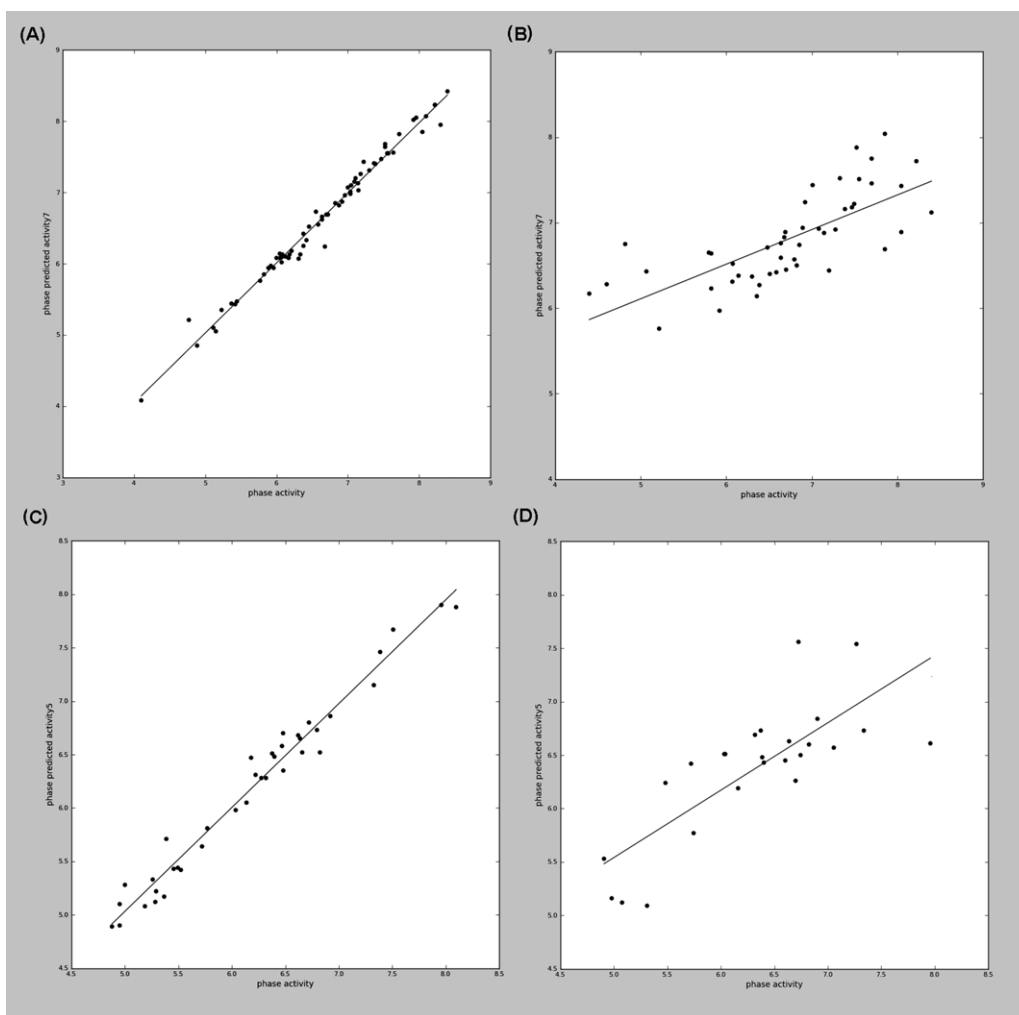 (A)
9
8
7
6
5
4
3
phase predicted activity7
3 4 5 6 7 8 9
phase activity
(B)
9
8
7
6
5
4
phase predicted activity7
4 5 6 7 8 9
phase activity
(C)
8.5
8.0
7.5
7.0
6.5
6.0
5.5
5.0
4.5
phase predicted activity5
4.5 5.0 5.5 6.0 6.5 7.0 7.5 8.0 8.5
phase activity
(D)
8.5
8.0
7.5
7.0
6.5
6.0
5.5
5.0
4.5
phase predicted activity5
4.5 5.0 5.5 6.0 6.5 7.0 7.5 8.0 8.5
phase activity